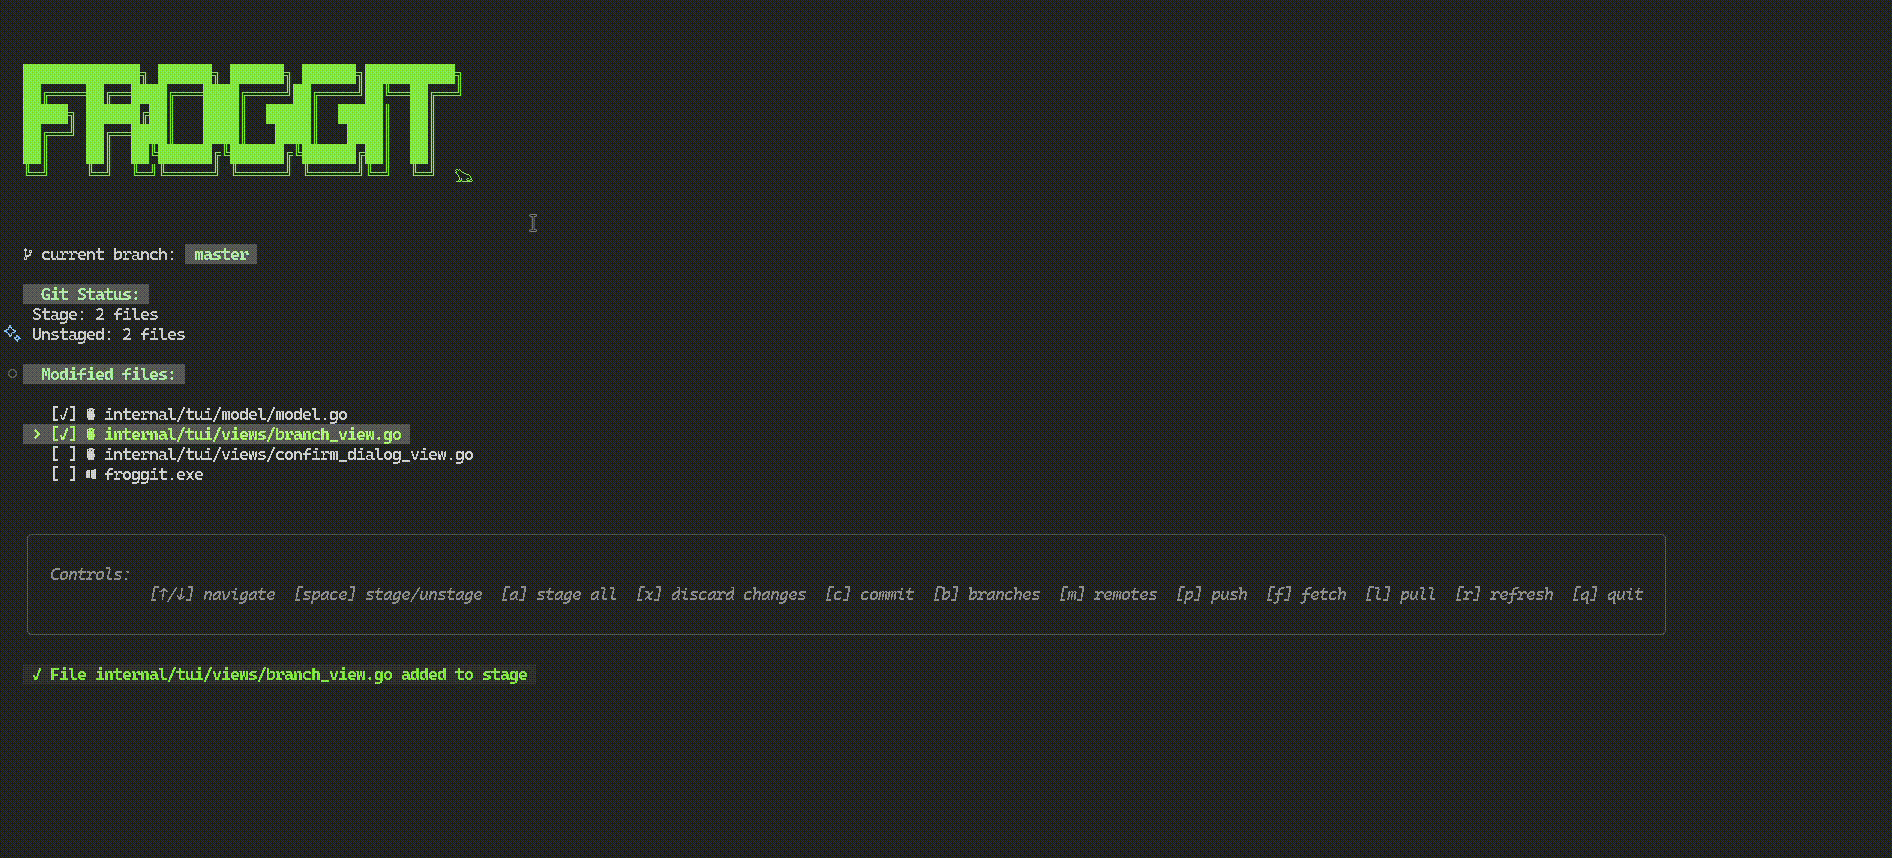 FROGGIT
current branch: master
Git Status:
Stage: 2 files
Unstaged: 2 files
Modified files:
[√] internal/tui/model/model.go
> [√] internal/tui/views/branch_view.go
[ ] internal/tui/views/confirm_dialog_view.go
[ ] froggit.exe
Controls:
[↑/↓] navigate [space] stage/unstage [a] stage all [x] discard changes [c] commit [b] branches [m] remotes [p] push [f] fetch [l] pull [r] refresh [q] quit
√ File internal/tui/views/branch_view.go added to stage